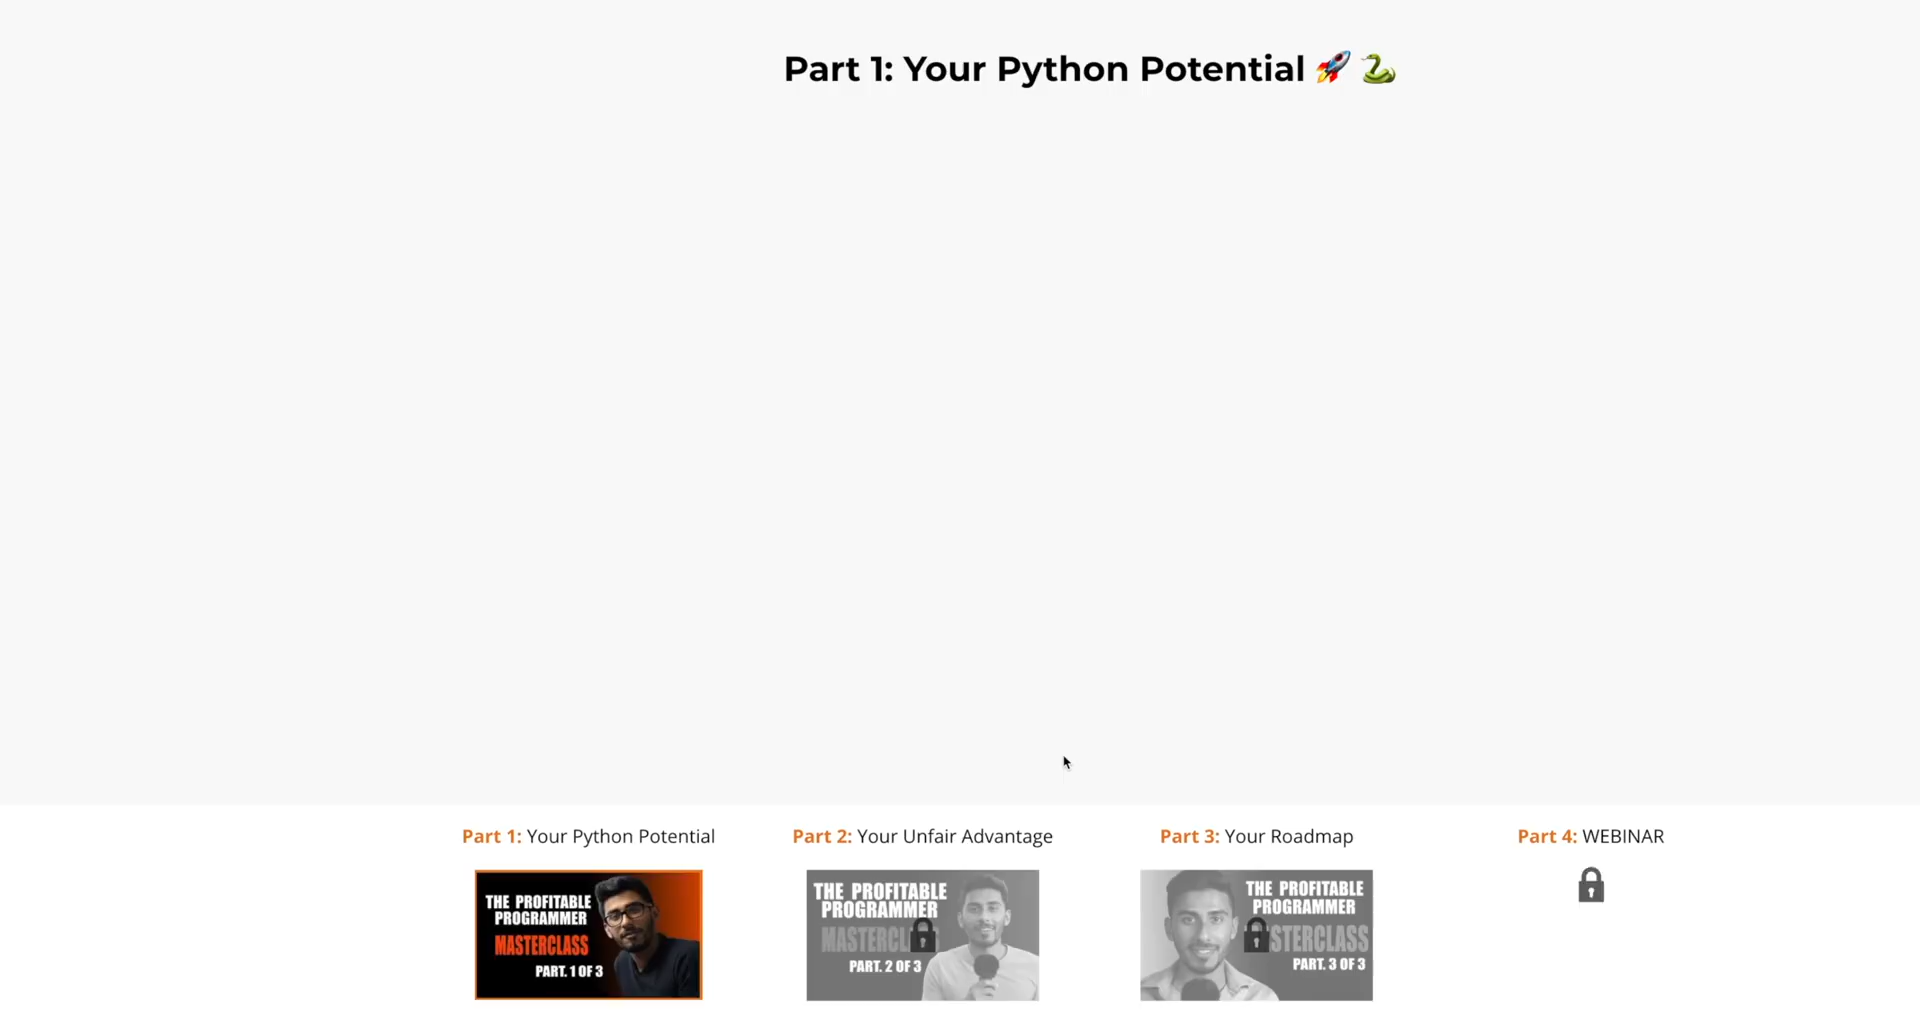 Part 1: Your Python Potential 🚀 🐍
Part 1: Your Python Potential
Part 2: Your Unfair Advantage
Part 3: Your Roadmap
Part 4: WEBINAR
THE PROFITABLE
PROGRAMMER
MASTERCLASS
PART. 1 OF 3
THE PROFITABLE
PROGRAMMER
MASTERCL
PART. 2 OF 3
THE PROFITABLE
PROGRAMMER
STERCLASS
PART. 3 OF 3